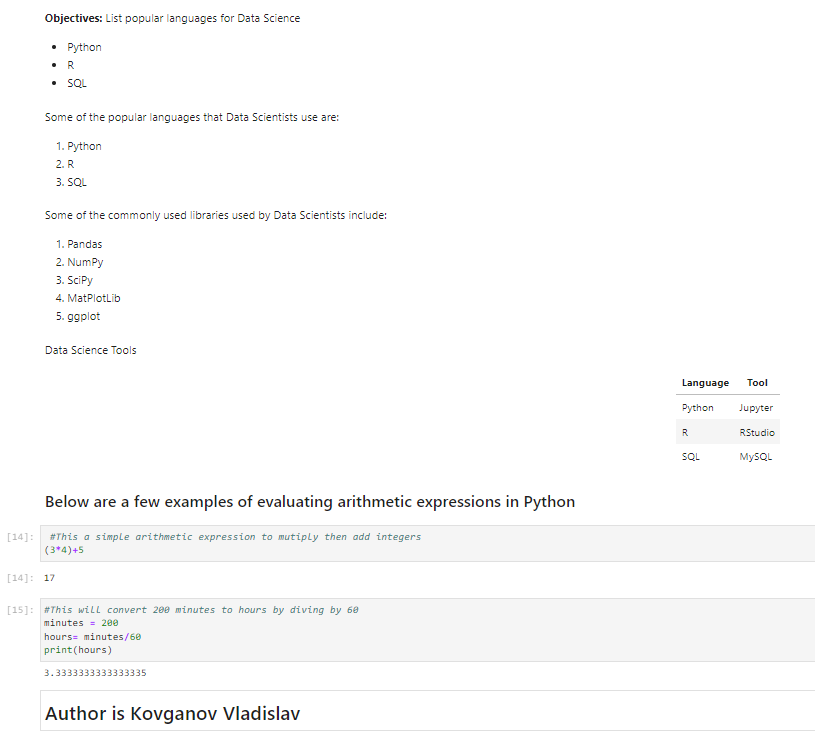 Objectives: List popular languages for Data Science
• Python
• R
• SQL
Some of the popular languages that Data Scientists use are:
1. Python
2. R
3. SQL
Some of the commonly used libraries used by Data Scientists include:
1. Pandas
2. NumPy
3. SciPy
4. MatPlotLib
5. ggplot
Data Science Tools
Language Tool
Python Jupyter
R RStudio
SQL MySQL
Below are a few examples of evaluating arithmetic expressions in Python
[14]: #This a simple arithmetic expression to mutiply then add integers
(3*4)+5
[14]: 17
[15]: #This will convert 200 minutes to hours by diving by 60
minutes = 200
hours= minutes/60
print(hours)
3.3333333333333335
Author is Kovganov Vladislav